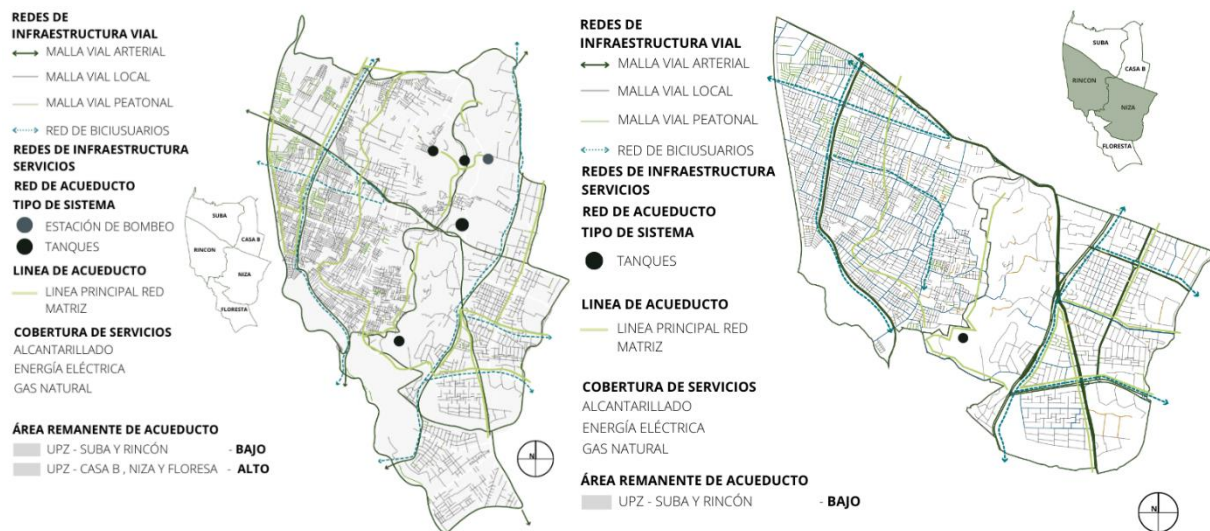 REDES DE
INFRAESTRUCTURA VIAL
MALLA VIAL ARTERIAL
MALLA VIAL LOCAL
MALLA VIAL PEATONAL
RED DE BICIUSUARIOS
REDES DE INFRAESTRUCTURA
SERVICIOS
RED DE ACUEDUCTO
TIPO DE SISTEMA
ESTACIÓN DE BOMBEO
TANQUES
LINEA DE ACUEDUCTO
LINEA PRINCIPAL RED
MATRIZ
COBERTURA DE SERVICIOS
ALCANTARILLADO
ENERGÍA ELÉCTRICA
GAS NATURAL
ÁREA REMANENTE DE ACUEDUCTO
UPZ - SUBA Y RINCÓN - BAJO
UPZ - CASA B , NIZA Y FLORESA - ALTO
SUBA
CASA B
RINCON
NIZA
FLORESTA
N
REDES DE
INFRAESTRUCTURA VIAL
MALLA VIAL ARTERIAL
MALLA VIAL LOCAL
MALLA VIAL PEATONAL
RED DE BICIUSUARIOS
REDES DE INFRAESTRUCTURA
SERVICIOS
RED DE ACUEDUCTO
TIPO DE SISTEMA
TANQUES
LINEA DE ACUEDUCTO
LINEA PRINCIPAL RED
MATRIZ
COBERTURA DE SERVICIOS
ALCANTARILLADO
ENERGÍA ELÉCTRICA
GAS NATURAL
ÁREA REMANENTE DE ACUEDUCTO
UPZ - SUBA Y RINCÓN - BAJO
SUBA
CASA B
RINCON
NIZA
FLORESTA
N